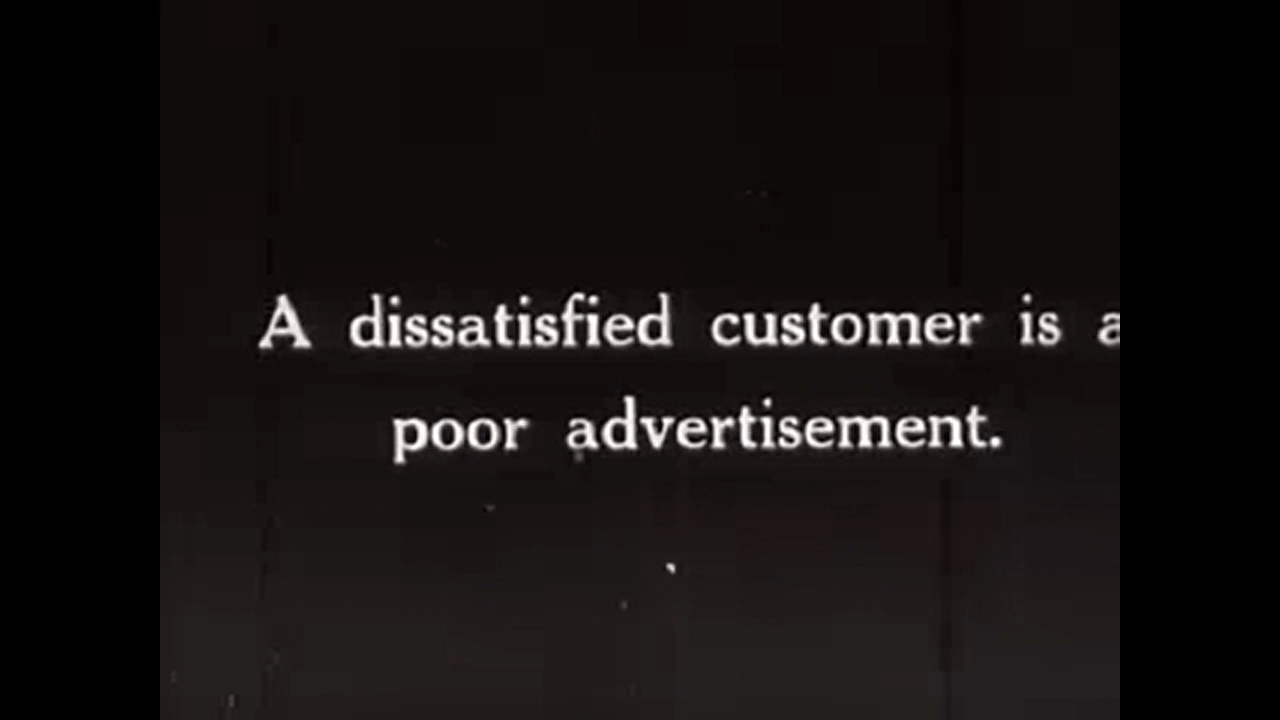 A dissatisfied customer is a
poor advertisement.